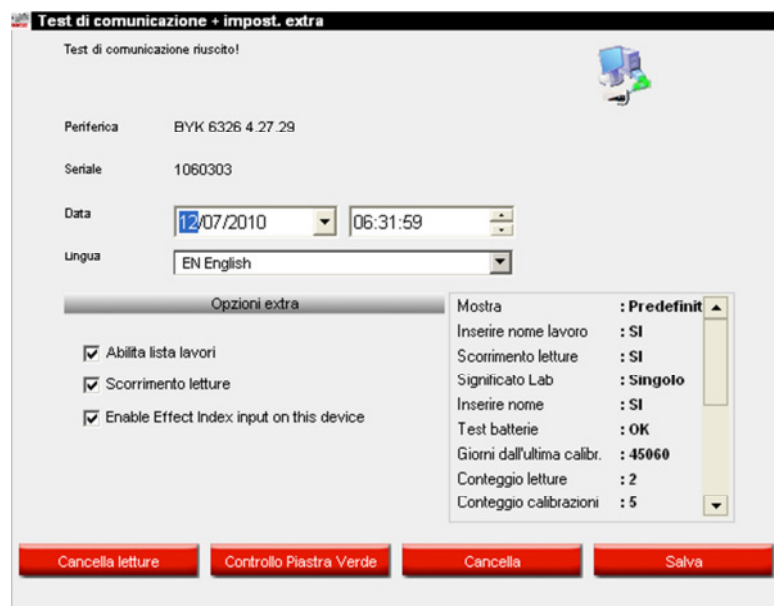 Test di comunicazione + impost. extra
Test di comunicazione riuscito!
Periferica BYK 6326 4.27.29
Seriale 1060303
Data 12/07/2010 06:31:59
Lingua EN English
Opzioni extra
Abilita lista lavori
Scorrimento letture
Enable Effect Index input on this device
Mostra : Predefinit
Inserire nome lavoro : SI
Scorrimento letture : SI
Significato Lab : Singolo
Inserire nome : SI
Test batterie : OK
Giorni dall'ultima calibr. : 45060
Conteggio letture : 2
Conteggio calibrazioni : 5
Cancella letture Controllo Piastra Verde Cancella Salva